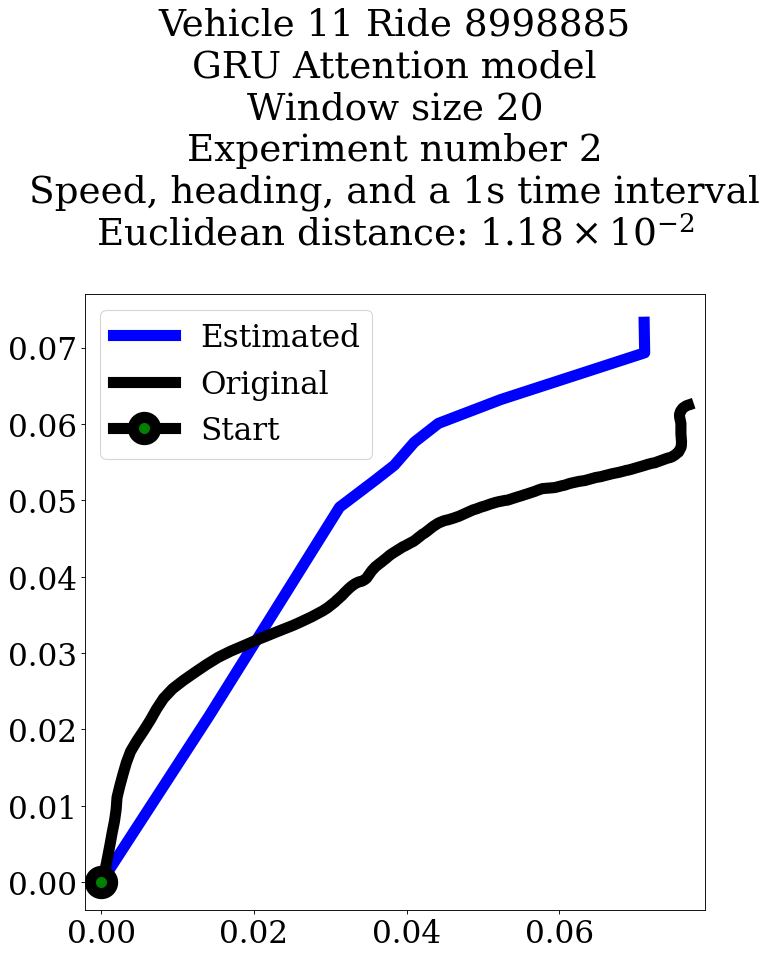 Vehicle 11 Ride 8998885
GRU Attention model
Window size 20
Experiment number 2
Speed, heading, and a 1s time interval
Euclidean distance: 1.18 × 10⁻²
Estimated
Original
Start
0.07
0.06
0.05
0.04
0.03
0.02
0.01
0.00
0.00 0.02 0.04 0.06